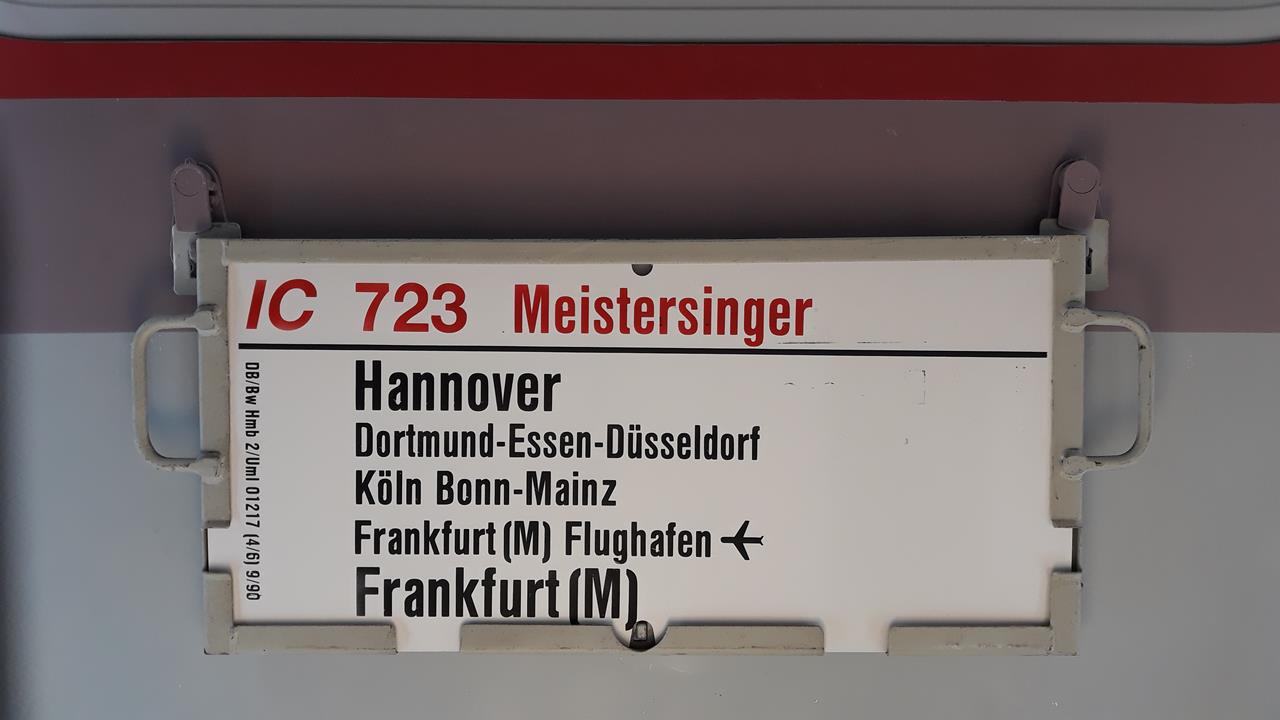 IC 723 Meistersinger
Hannover
Dortmund-Essen-Düsseldorf
Köln Bonn-Mainz
Frankfurt (M) Flughafen
Frankfurt (M)
DB/Bw Hmb 2/Uml 01217 (4/6) 9/90